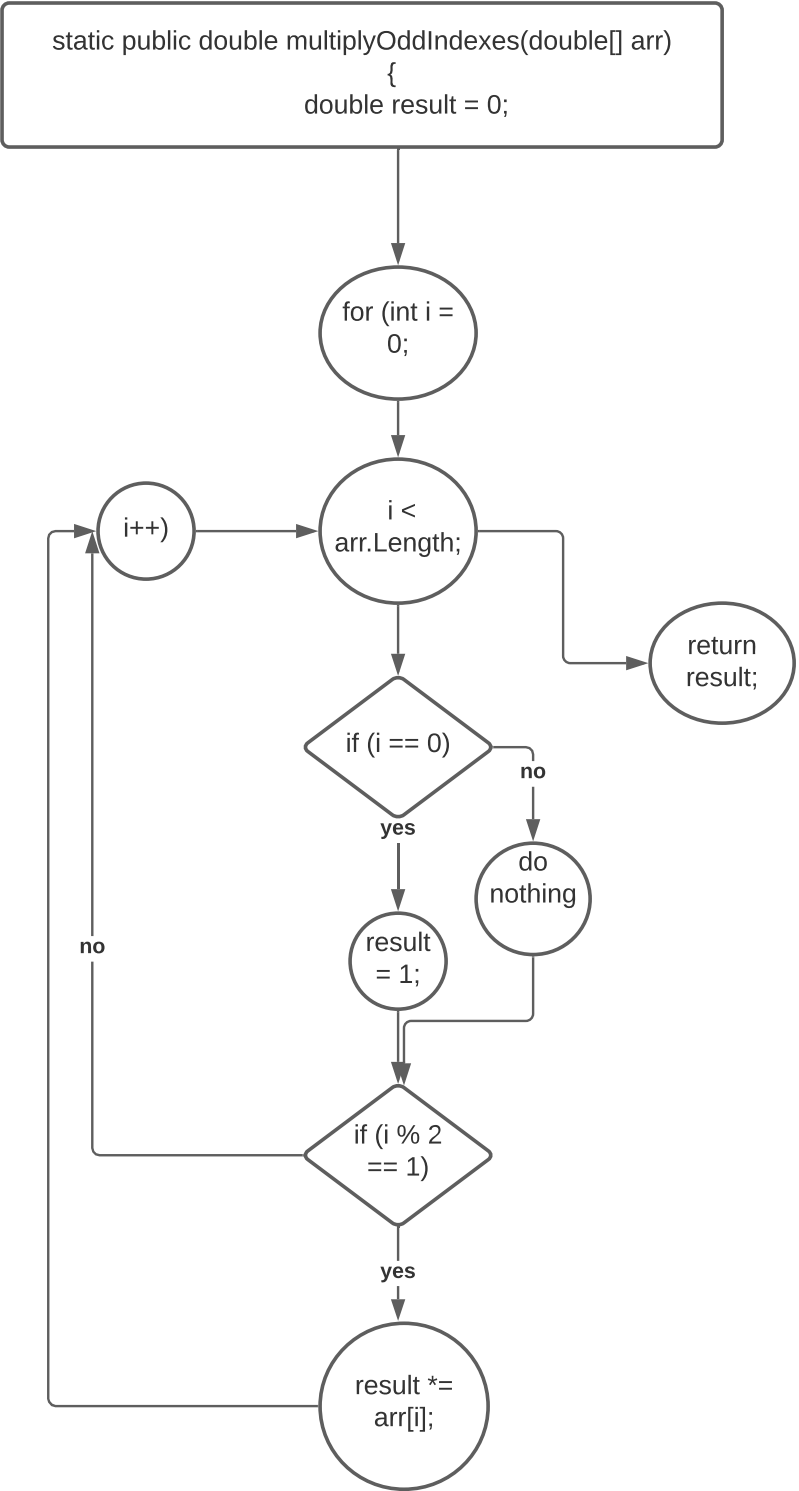 static public double multiplyOddIndexes(double[] arr)
{
double result = 0;
for (int i =
0;
i++)
i <
arr.Length;
return
result;
if (i == 0)
no
yes
do
nothing
result
= 1;
no
if (i % 2
== 1)
yes
result *=
arr[i];